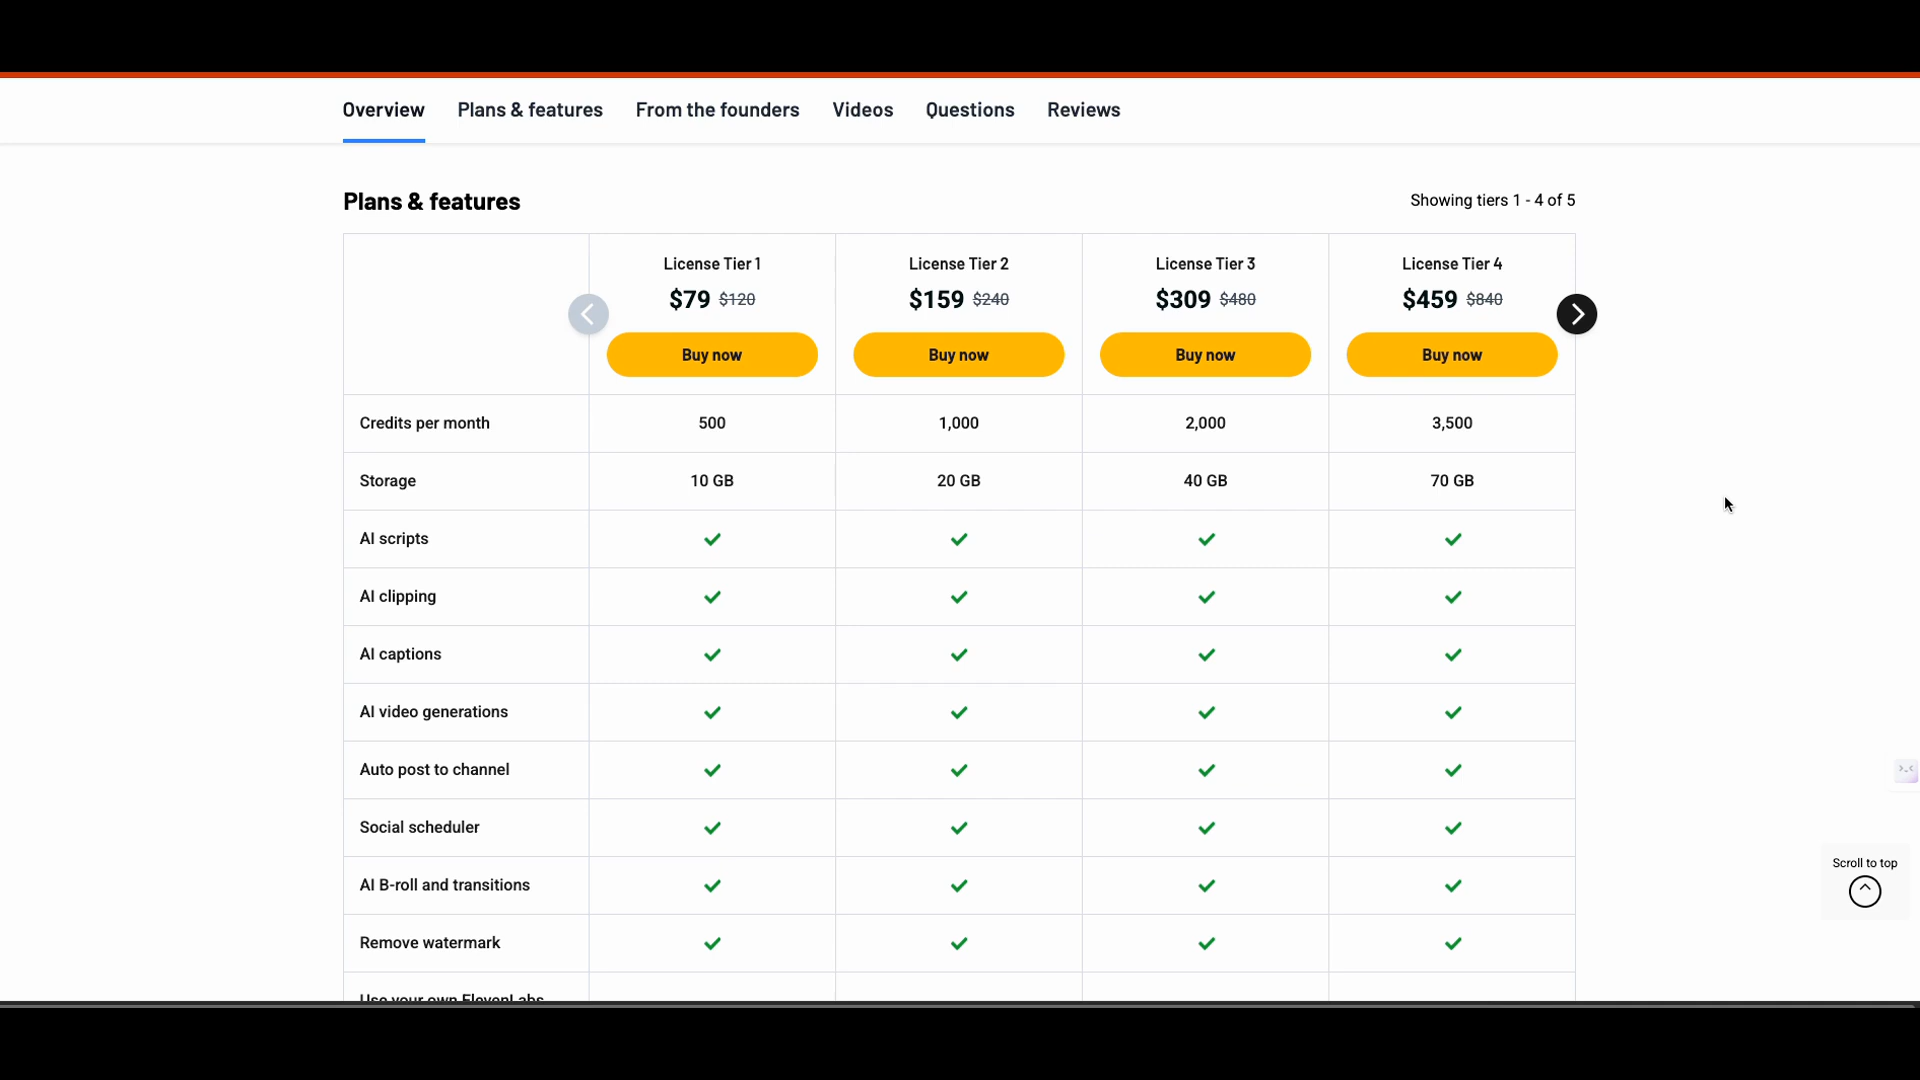 Overview Plans & features From the founders Videos Questions Reviews
Plans & features
Showing tiers 1 - 4 of 5
License Tier 1 License Tier 2 License Tier 3 License Tier 4
$79 $120 $159 $240 $309 $480 $459 $840
Buy now Buy now Buy now Buy now
Credits per month 500 1,000 2,000 3,500
Storage 10 GB 20 GB 40 GB 70 GB
AI scripts
AI clipping
AI captions
AI video generations
Auto post to channel
Social scheduler
Scroll to top
AI B-roll and transitions
Remove watermark
Use your own ElevenLabs